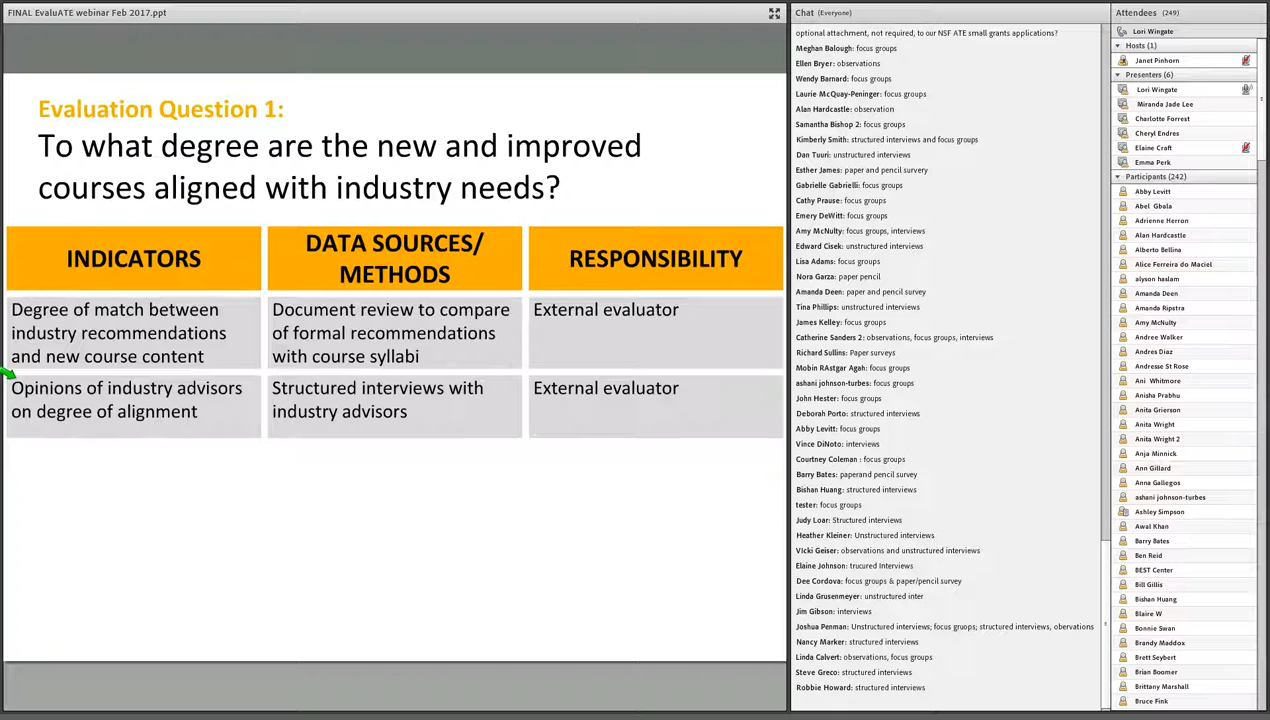 FINAL EvaluATE webinar Feb 2017.ppt
Evaluation Question 1:
To what degree are the new and improved
courses aligned with industry needs?
INDICATORS
DATA SOURCES/
METHODS
RESPONSIBILITY
Degree of match between
industry recommendations
and new course content
Document review to compare
of formal recommendations
with course syllabi
External evaluator
Opinions of industry advisors
on degree of alignment
Structured interviews with
industry advisors
External evaluator
Chat (Everyone)
optional attachment, not required, to our NSF ATE small grants applications?
Meghan Balough: focus groups
Ellen Bryer: observations
Wendy Barnard: focus groups
Laurie McQuay-Peninger: focus groups
Alan Hardcastle: observation
Samantha Bishop 2: focus groups
Kimberly Smith: structured interviews and focus groups
Dan Tuuri: unstructured interviews
Esther James: paper and pencil survery
Gabrielle Gabrielli: focus groups
Cathy Prause: focus groups
Emery DeWitt: focus groups
Amy McNulty: focus groups, interviews
Edward Cisek: unstructured interviews
Lisa Adams: focus groups
Nora Garza: paper pencil
Amanda Deen: paper and pencil survey
Tina Phillips: unstructured interviews
James Kelley: focus groups
Catherine Sanders 2: observations, focus groups, interviews
Richard Sullins: Paper surveys
Mobin RAstgar Agah: focus groups
ashani johnson-turbes: focus groups
John Hester: focus groups
Deborah Porto: structured interviews
Abby Levitt: focus groups
Vince DiNoto: interviews
Courtney Coleman : focus groups
Barry Bates: paperand pencil survey
Bishan Huang: structured interviews
tester: focus groups
Judy Loar: Structured interviews
Heather Kleiner: Unstructured interviews
VIcki Geiser: observations and unstructured interviews
Elaine Johnson: trucured Interviews
Dee Cordova: focus groups & paper/pencil survey
Linda Grusenmeyer: unstructured inter
Jim Gibson: interviews
Joshua Penman: Unstructured interviews; focus gorups; structured interviews, obervations
Nancy Marker: structured interviews
Linda Calvert: observations, focus groups
Steve Greco: structured interviews
Robbie Howard: structured interviews
Attendees (249)
Lori Wingate
Hosts (1)
Janet Pinhorn
Presenters (6)
Lori Wingate
Miranda Jade Lee
Charlotte Forrest
Cheryl Endres
Elaine Craft
Emma Perk
Participants (242)
Abby Levitt
Abel Gbala
Adrienne Herron
Alan Hardcastle
Alberto Bellina
Alice Ferreira do Maciel
alyson haslam
Amanda Deen
Amanda Ripstra
Amy McNulty
Andree Walker
Andres Diaz
Andresse St Rose
Ani Whitmore
Anisha Prabhu
Anita Grierson
Anita Wright
Anita Wright 2
Anja Minnick
Ann Gillard
Anna Gallegos
ashani johnson-turbes
Ashley Simpson
Awal Khan
Barry Bates
Ben Reid
BEST Center
Bill Gillis
Bishan Huang
Blaire W
Bonnie Swan
Brandy Maddox
Brett Seybert
Brian Boomer
Brittany Marshall
Bruce Fink